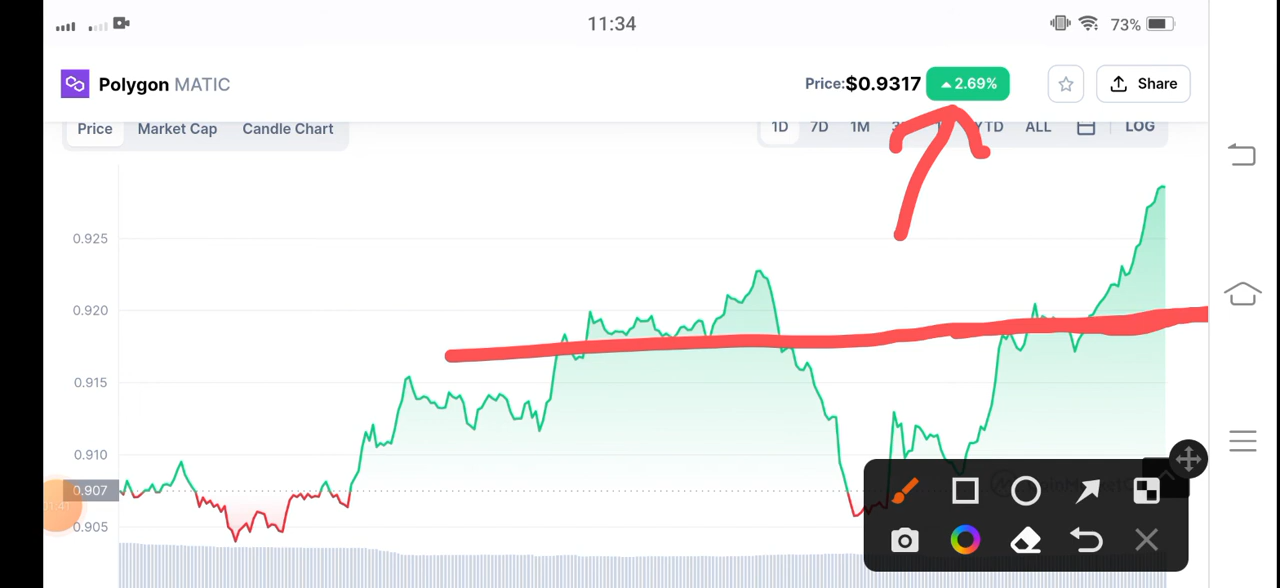 11:34
73%
Polygon MATIC
Price:$0.9317
2.69%
Share
Price
Market Cap
Candle Chart
1D
7D
1M
YTD
ALL
LOG
0.925
0.920
0.915
0.910
0.907
0.905